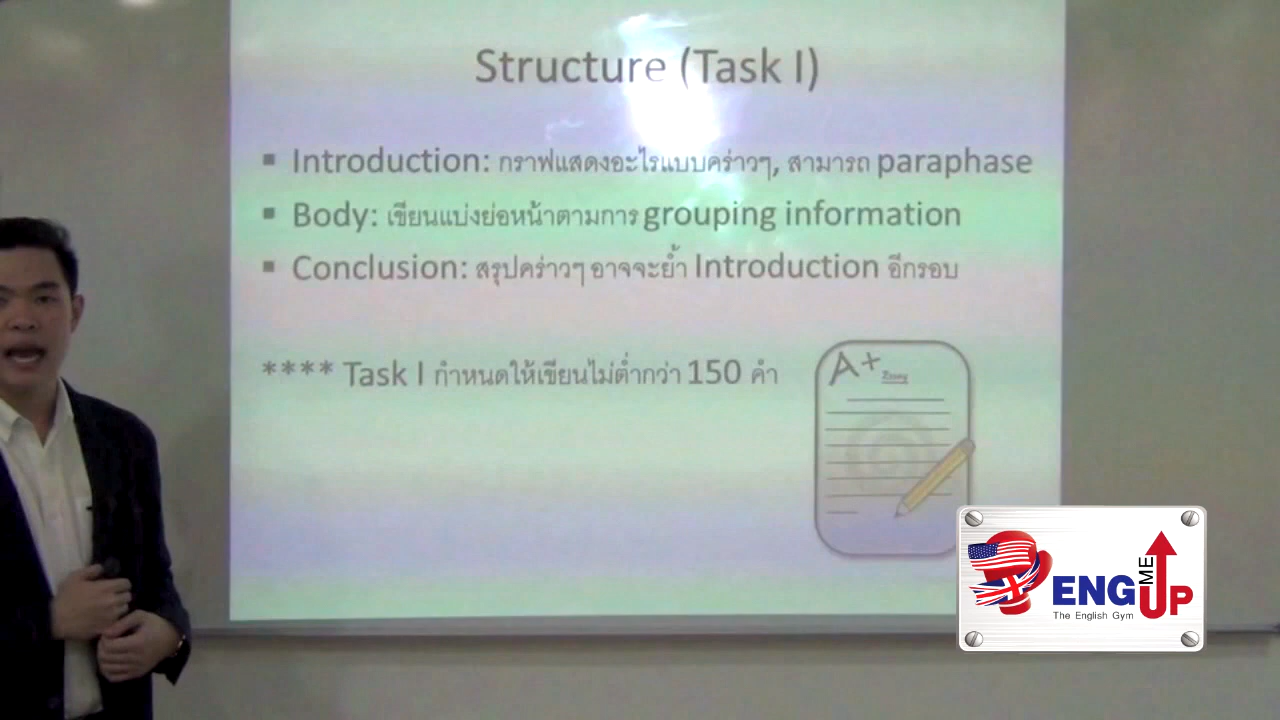 Structure (Task I)
▪ Introduction: กราฟแสดงอะไรแบบคร่าวๆ, สามารถ paraphase
▪ Body: เขียนแบ่งย่อหน้าตามการ grouping information
▪ Conclusion: สรุปคร่าวๆ อาจจะย้ำ Introduction อีกรอบ
**** Task I กำหนดให้เขียนไม่ต่ำกว่า 150 คำ
A+
Essay
ENG ME UP
The English Gym